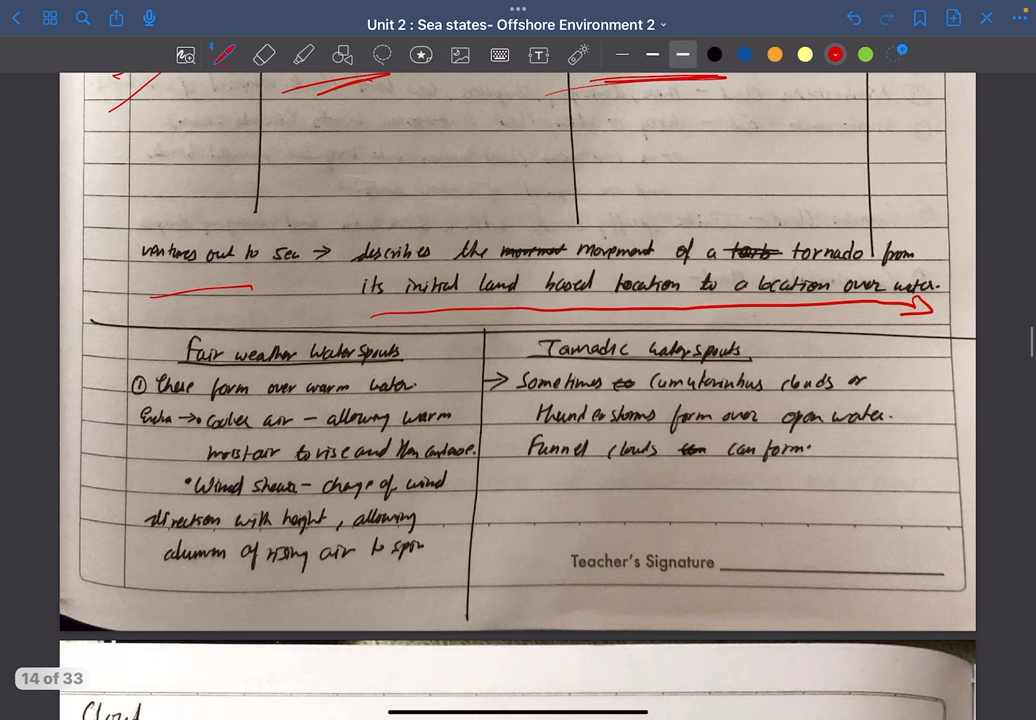 Unit 2 : Sea states- Offshore Environment 2
ventures out to sea → describes the movement of a tornado from
its initial land based location to a location over water.
Fair weather Water spouts
Tornadic water spouts
① These form over warm water.
→ Sometimes cumulonimbus clouds or
→ • cooler air – allowing warm
thunderstorms form over open water.
moist air to rise and then condense.
Funnel clouds can form.
• Wind shear – change of wind
direction with height, allowing
column of rising air to spin
Teacher's Signature
14 of 33
Cloud